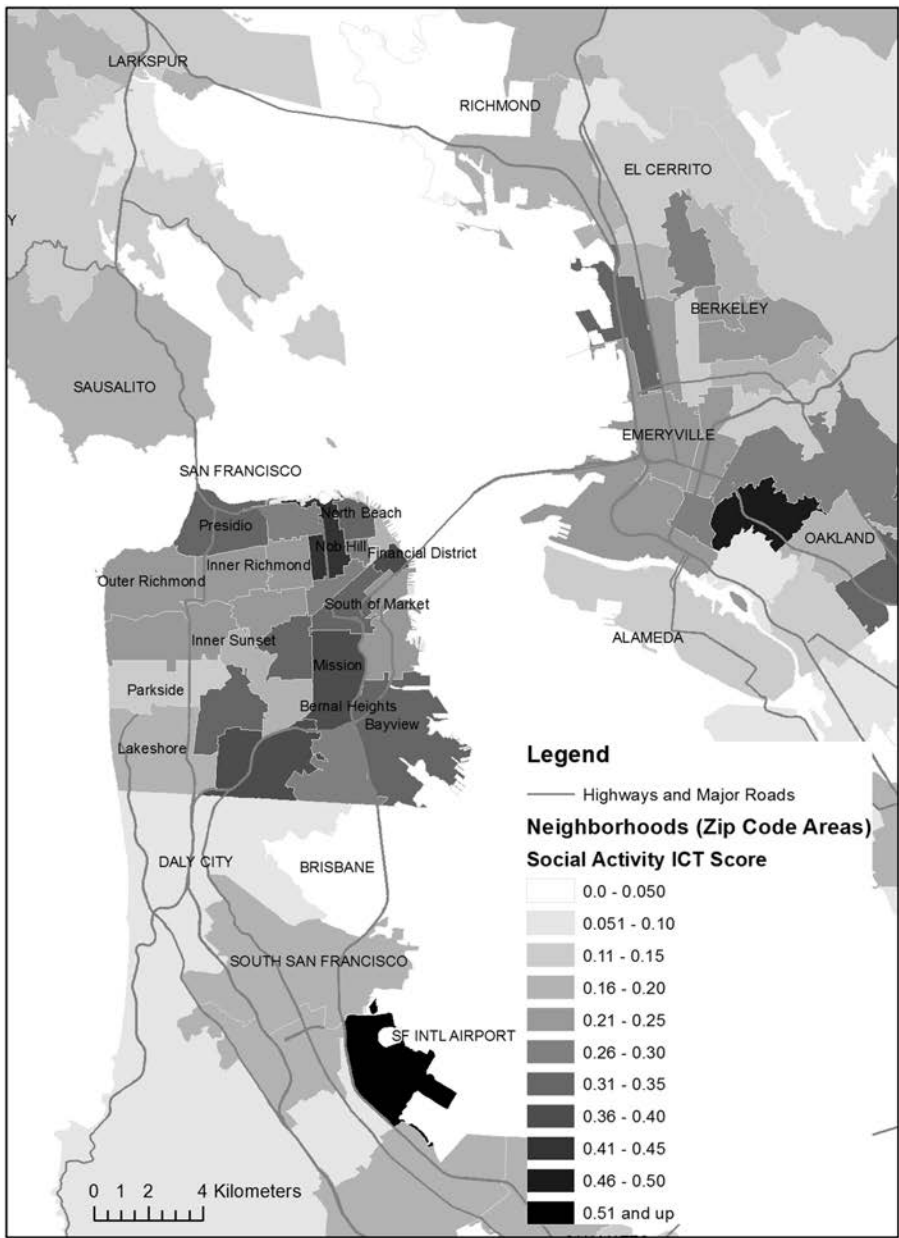 LARKSPUR
RICHMOND
EL CERRITO
Y
BERKELEY
SAUSALITO
EMERYVILLE
SAN FRANCISCO
North Beach
Presidio
OAKLAND
Nob Hill
Financial District
Inner Richmond
Outer Richmond
South of Market
Inner Sunset
ALAMEDA
Mission
Parkside
Bernal Heights
Bayview
Lakeshore
DALY CITY
BRISBANE
SOUTH SAN FRANCISCO
SF INTL AIRPORT
0 1 2 4 Kilometers
Legend
Highways and Major Roads
Neighborhoods (Zip Code Areas)
Social Activity ICT Score
0.0 - 0.050
0.051 - 0.10
0.11 - 0.15
0.16 - 0.20
0.21 - 0.25
0.26 - 0.30
0.31 - 0.35
0.36 - 0.40
0.41 - 0.45
0.46 - 0.50
0.51 and up